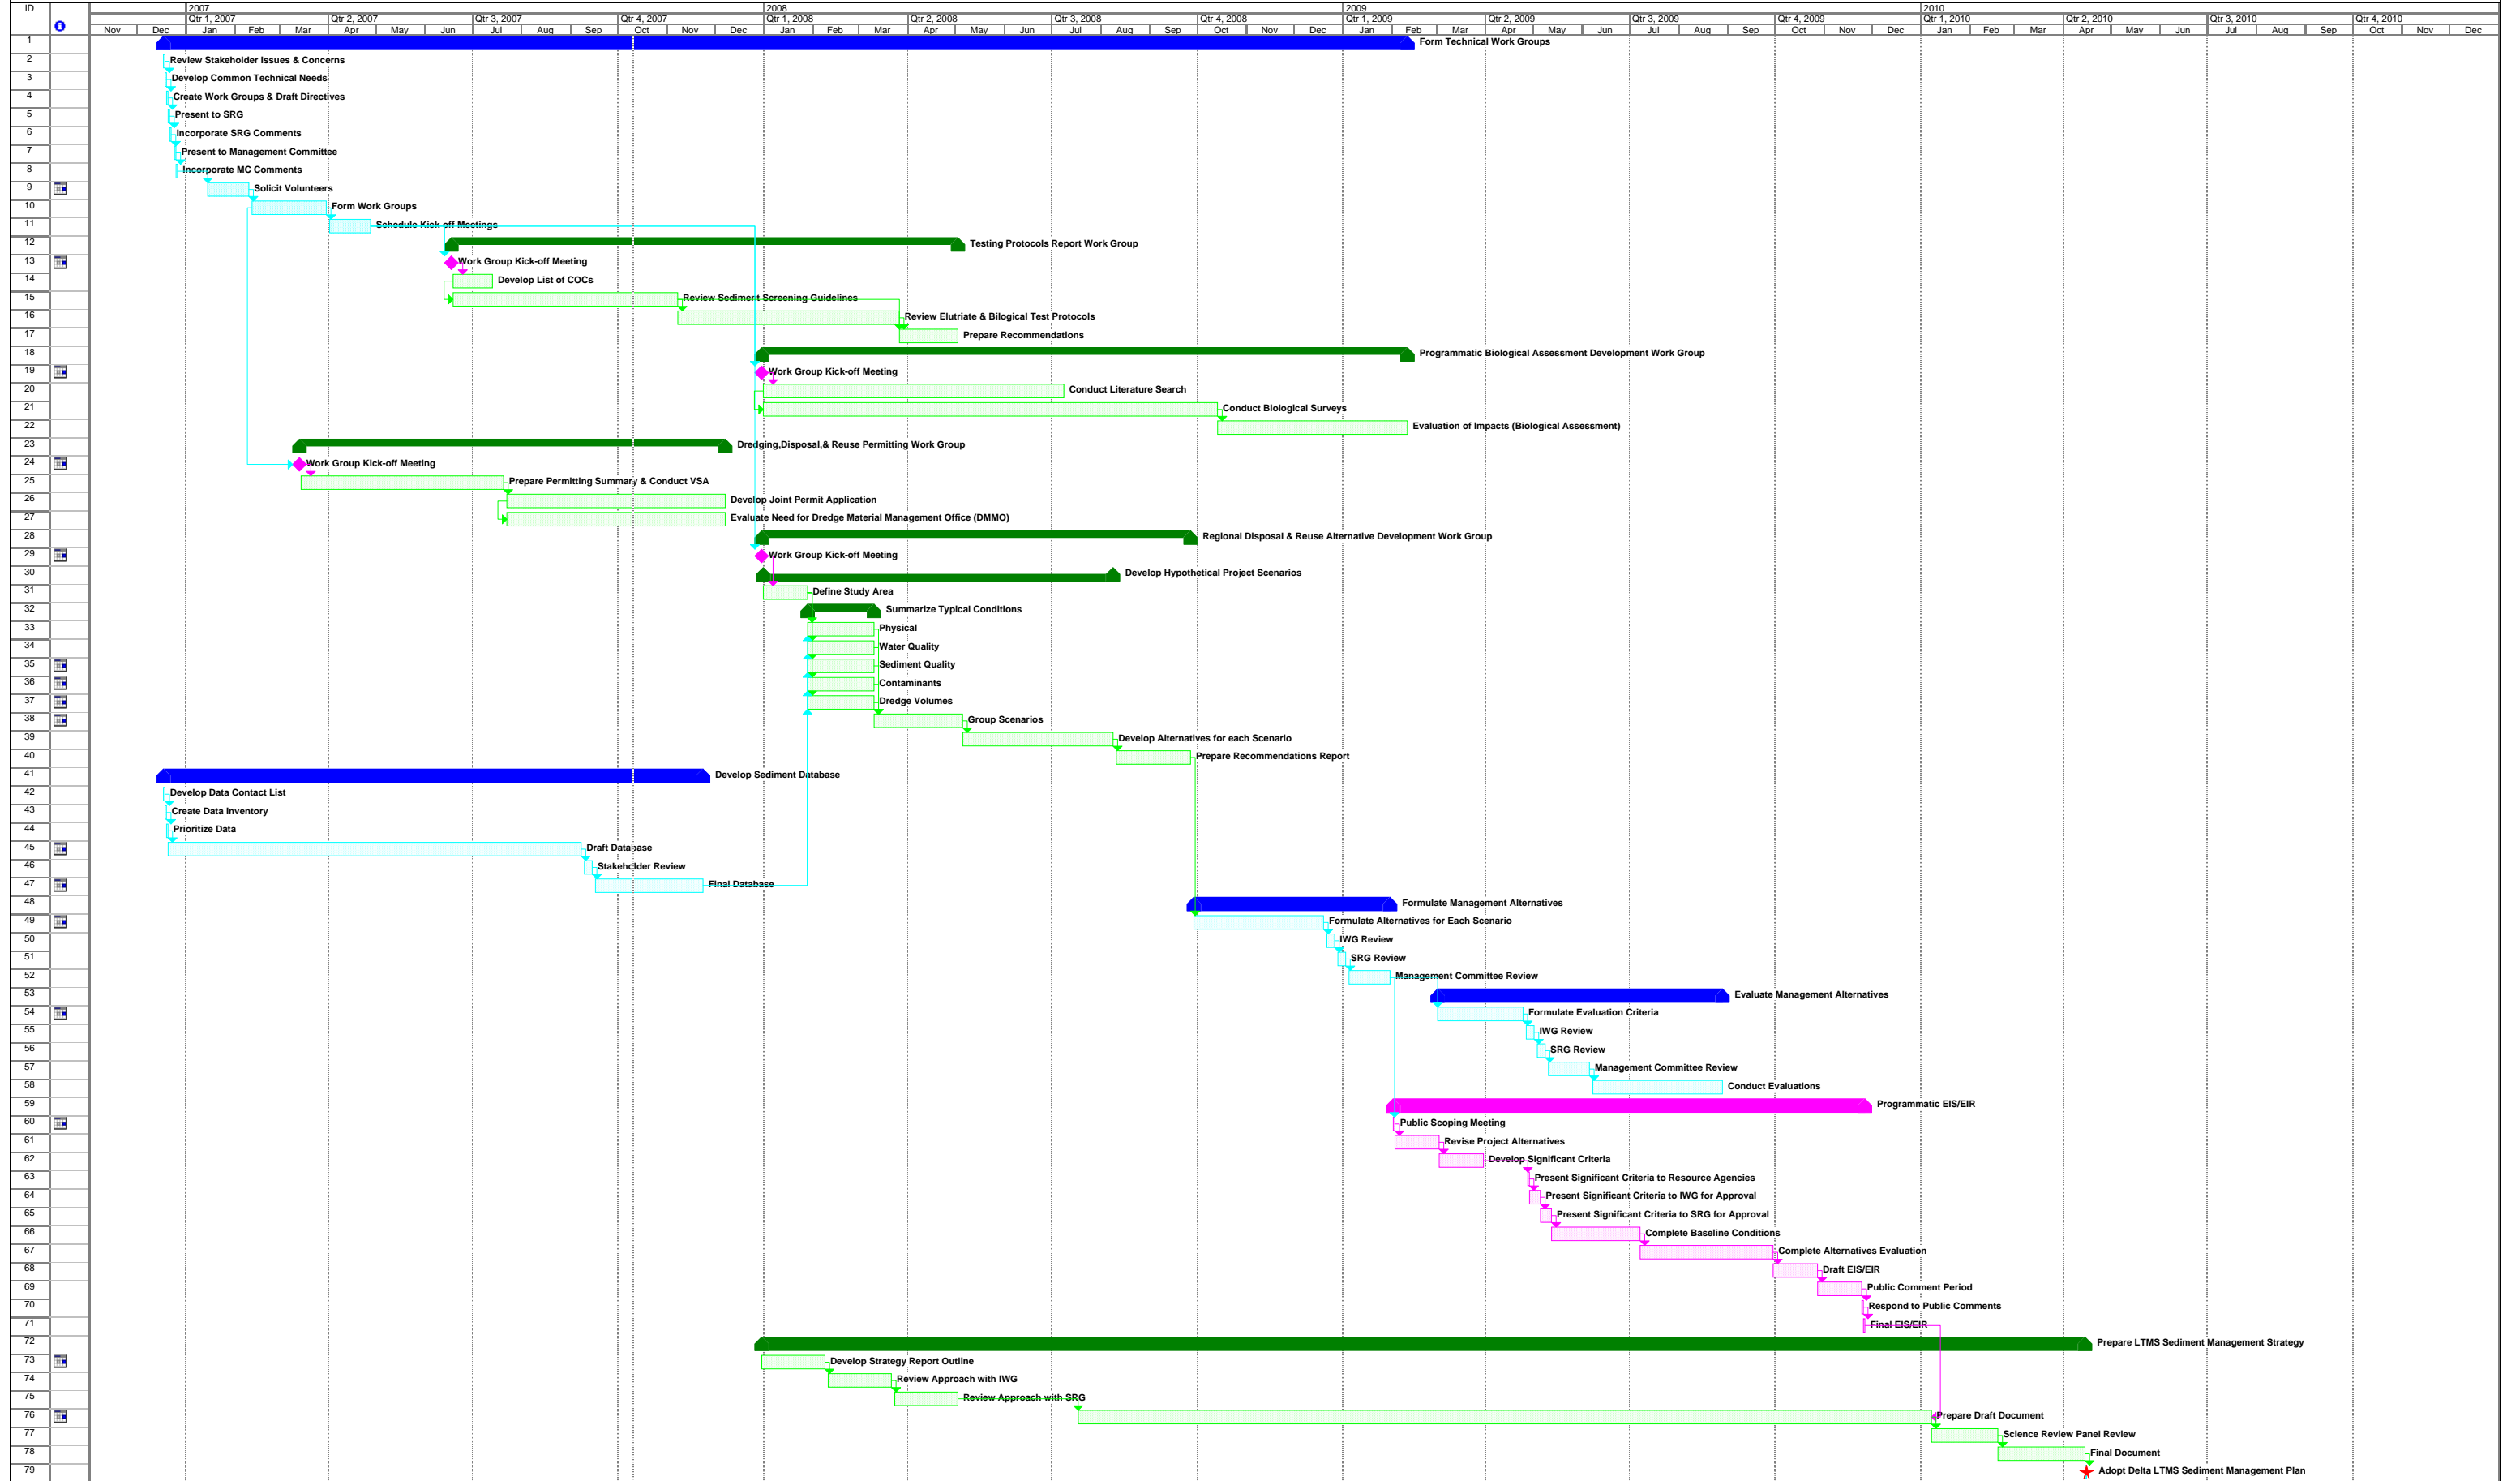 ID
2007
2008
2009
2010
Qtr 1, 2007
Qtr 2, 2007
Qtr 3, 2007
Qtr 4, 2007
Qtr 1, 2008
Qtr 2, 2008
Qtr 3, 2008
Qtr 4, 2008
Qtr 1, 2009
Qtr 2, 2009
Qtr 3, 2009
Qtr 4, 2009
Qtr 1, 2010
Qtr 2, 2010
Qtr 3, 2010
Qtr 4, 2010
Nov Dec Jan Feb Mar Apr May Jun Jul Aug Sep Oct Nov Dec Jan Feb Mar Apr May Jun Jul Aug Sep Oct Nov Dec Jan Feb Mar Apr May Jun Jul Aug Sep Oct Nov Dec Jan Feb Mar Apr May Jun Jul Aug Sep Oct Nov Dec
1 Form Technical Work Groups
2 Review Stakeholder Issues & Concerns
3 Develop Common Technical Needs
4 Create Work Groups & Draft Directives
5 Present to SRG
6 Incorporate SRG Comments
7 Present to Management Committee
8 Incorporate MC Comments
9 Solicit Volunteers
10 Form Work Groups
11 Schedule Kick-off Meetings
12 Testing Protocols Report Work Group
13 Work Group Kick-off Meeting
14 Develop List of COCs
15 Review Sediment Screening Guidelines
16 Review Elutriate & Bilogical Test Protocols
17 Prepare Recommendations
18 Programmatic Biological Assessment Development Work Group
19 Work Group Kick-off Meeting
20 Conduct Literature Search
21 Conduct Biological Surveys
22 Evaluation of Impacts (Biological Assessment)
23 Dredging,Disposal,& Reuse Permitting Work Group
24 Work Group Kick-off Meeting
25 Prepare Permitting Summary & Conduct VSA
26 Develop Joint Permit Application
27 Evaluate Need for Dredge Material Management Office (DMMO)
28 Regional Disposal & Reuse Alternative Development Work Group
29 Work Group Kick-off Meeting
30 Develop Hypothetical Project Scenarios
31 Define Study Area
32 Summarize Typical Conditions
33 Physical
34 Water Quality
35 Sediment Quality
36 Contaminants
37 Dredge Volumes
38 Group Scenarios
39 Develop Alternatives for each Scenario
40 Prepare Recommendations Report
41 Develop Sediment Database
42 Develop Data Contact List
43 Create Data Inventory
44 Prioritize Data
45 Draft Database
46 Stakeholder Review
47 Final Database
48 Formulate Management Alternatives
49 Formulate Alternatives for Each Scenario
50 IWG Review
51 SRG Review
52 Management Committee Review
53 Evaluate Management Alternatives
54 Formulate Evaluation Criteria
55 IWG Review
56 SRG Review
57 Management Committee Review
58 Conduct Evaluations
59 Programmatic EIS/EIR
60 Public Scoping Meeting
61 Revise Project Alternatives
62 Develop Significant Criteria
63 Present Significant Criteria to Resource Agencies
64 Present Significant Criteria to IWG for Approval
65 Present Significant Criteria to SRG for Approval
66 Complete Baseline Conditions
67 Complete Alternatives Evaluation
68 Draft EIS/EIR
69 Public Comment Period
70 Respond to Public Comments
71 Final EIS/EIR
72 Prepare LTMS Sediment Management Strategy
73 Develop Strategy Report Outline
74 Review Approach with IWG
75 Review Approach with SRG
76 Prepare Draft Document
77 Science Review Panel Review
78 Final Document
79 Adopt Delta LTMS Sediment Management Plan